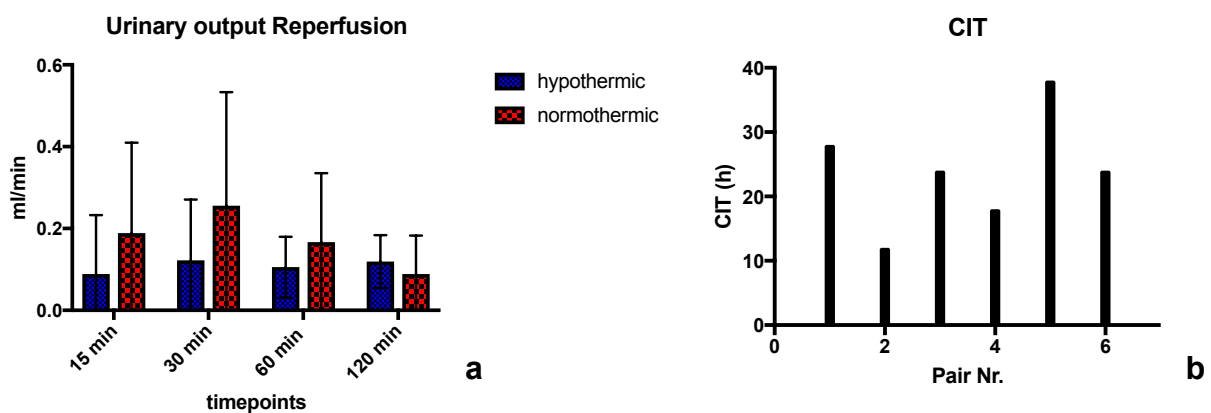 Urinary output Reperfusion
ml/min
0.6
0.4
0.2
0.0
15 min
30 min
60 min
120 min
timepoints
hypothermic
normothermic
a
CIT
CIT (h)
40
30
20
10
0
0
2
4
6
Pair Nr.
b